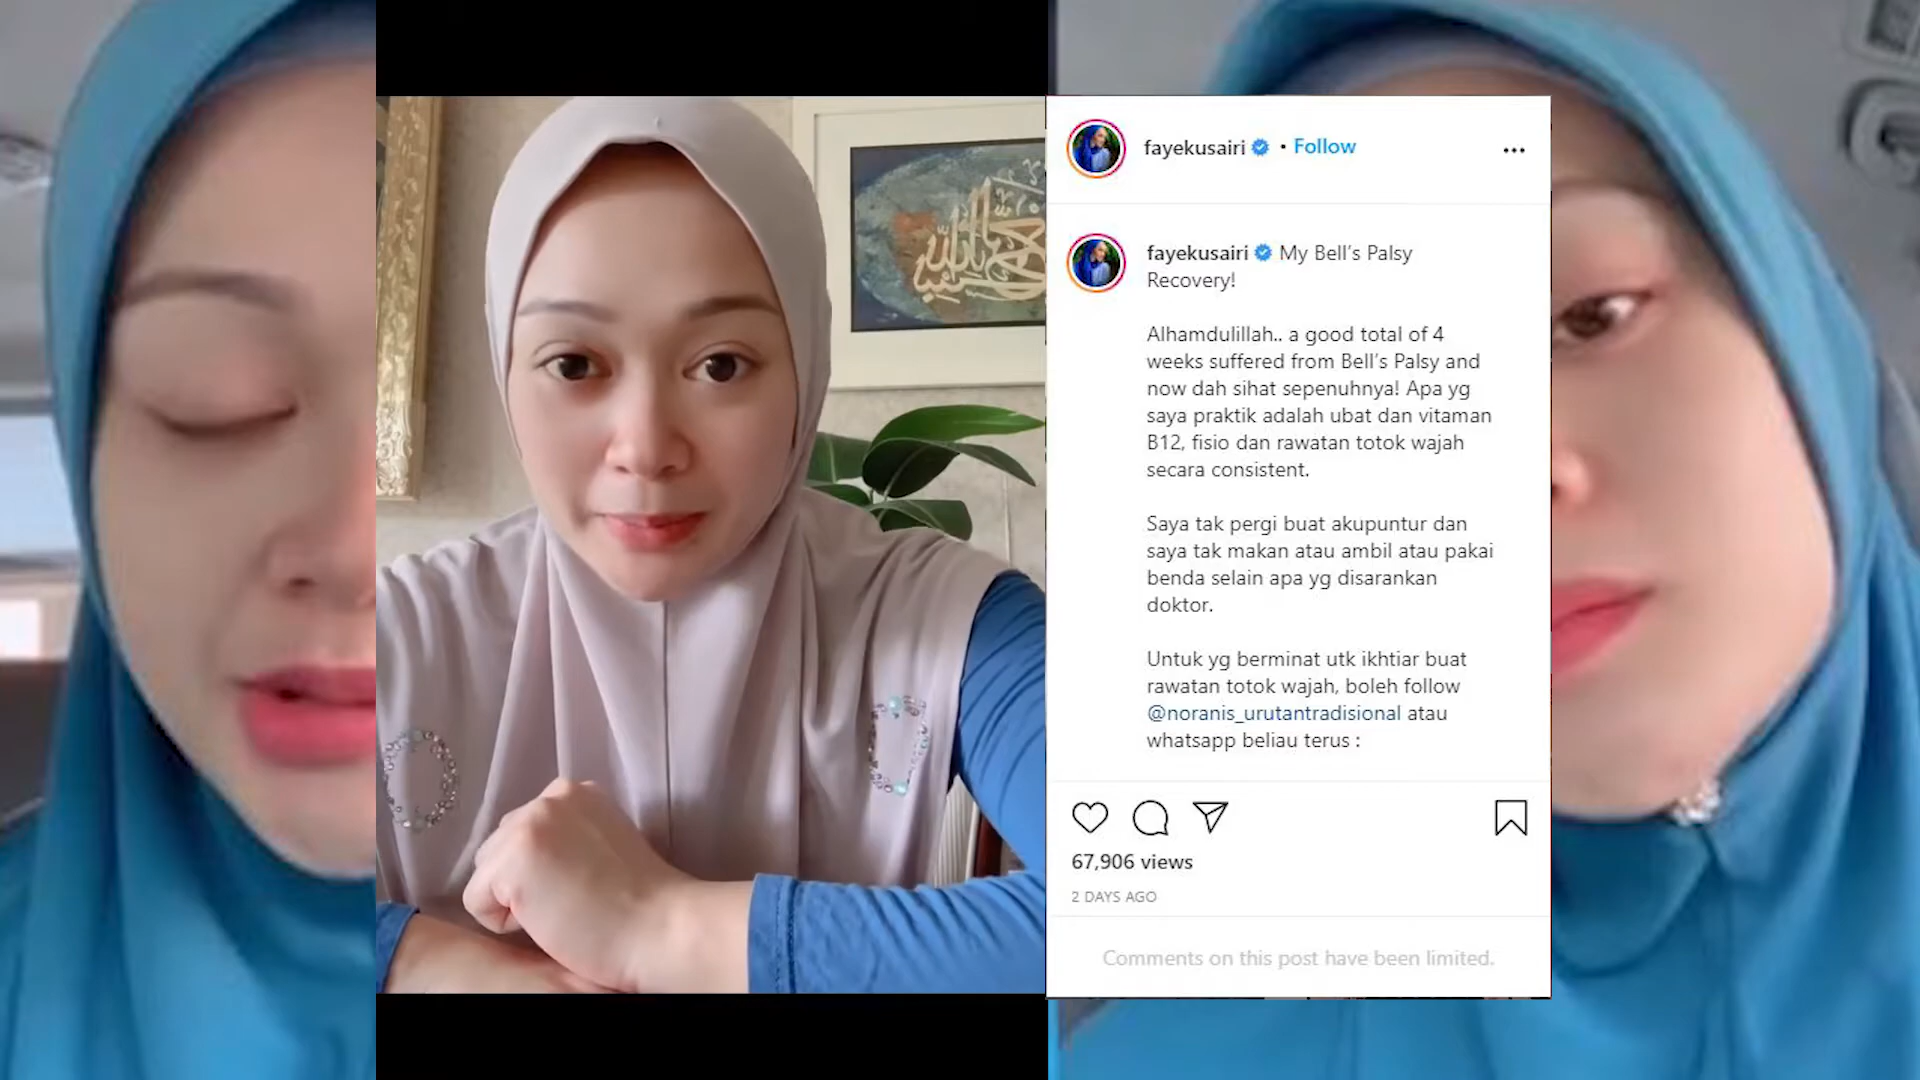 fayekusairi • Follow
fayekusairi My Bell’s Palsy
Recovery!
Alhamdulillah.. a good total of 4
weeks suffered from Bell’s Palsy and
now dah sihat sepenuhnya! Apa yg
saya praktik adalah ubat dan vitaman
B12, fisio dan rawatan totok wajah
secara consistent.
Saya tak pergi buat akupuntur dan
saya tak makan atau ambil atau pakai
benda selain apa yg disarankan
doktor.
Untuk yg berminat utk ikhtiar buat
rawatan totok wajah, boleh follow
@noranis_urutantradisional atau
whatsapp beliau terus :
67,906 views
2 DAYS AGO
Comments on this post have been limited.